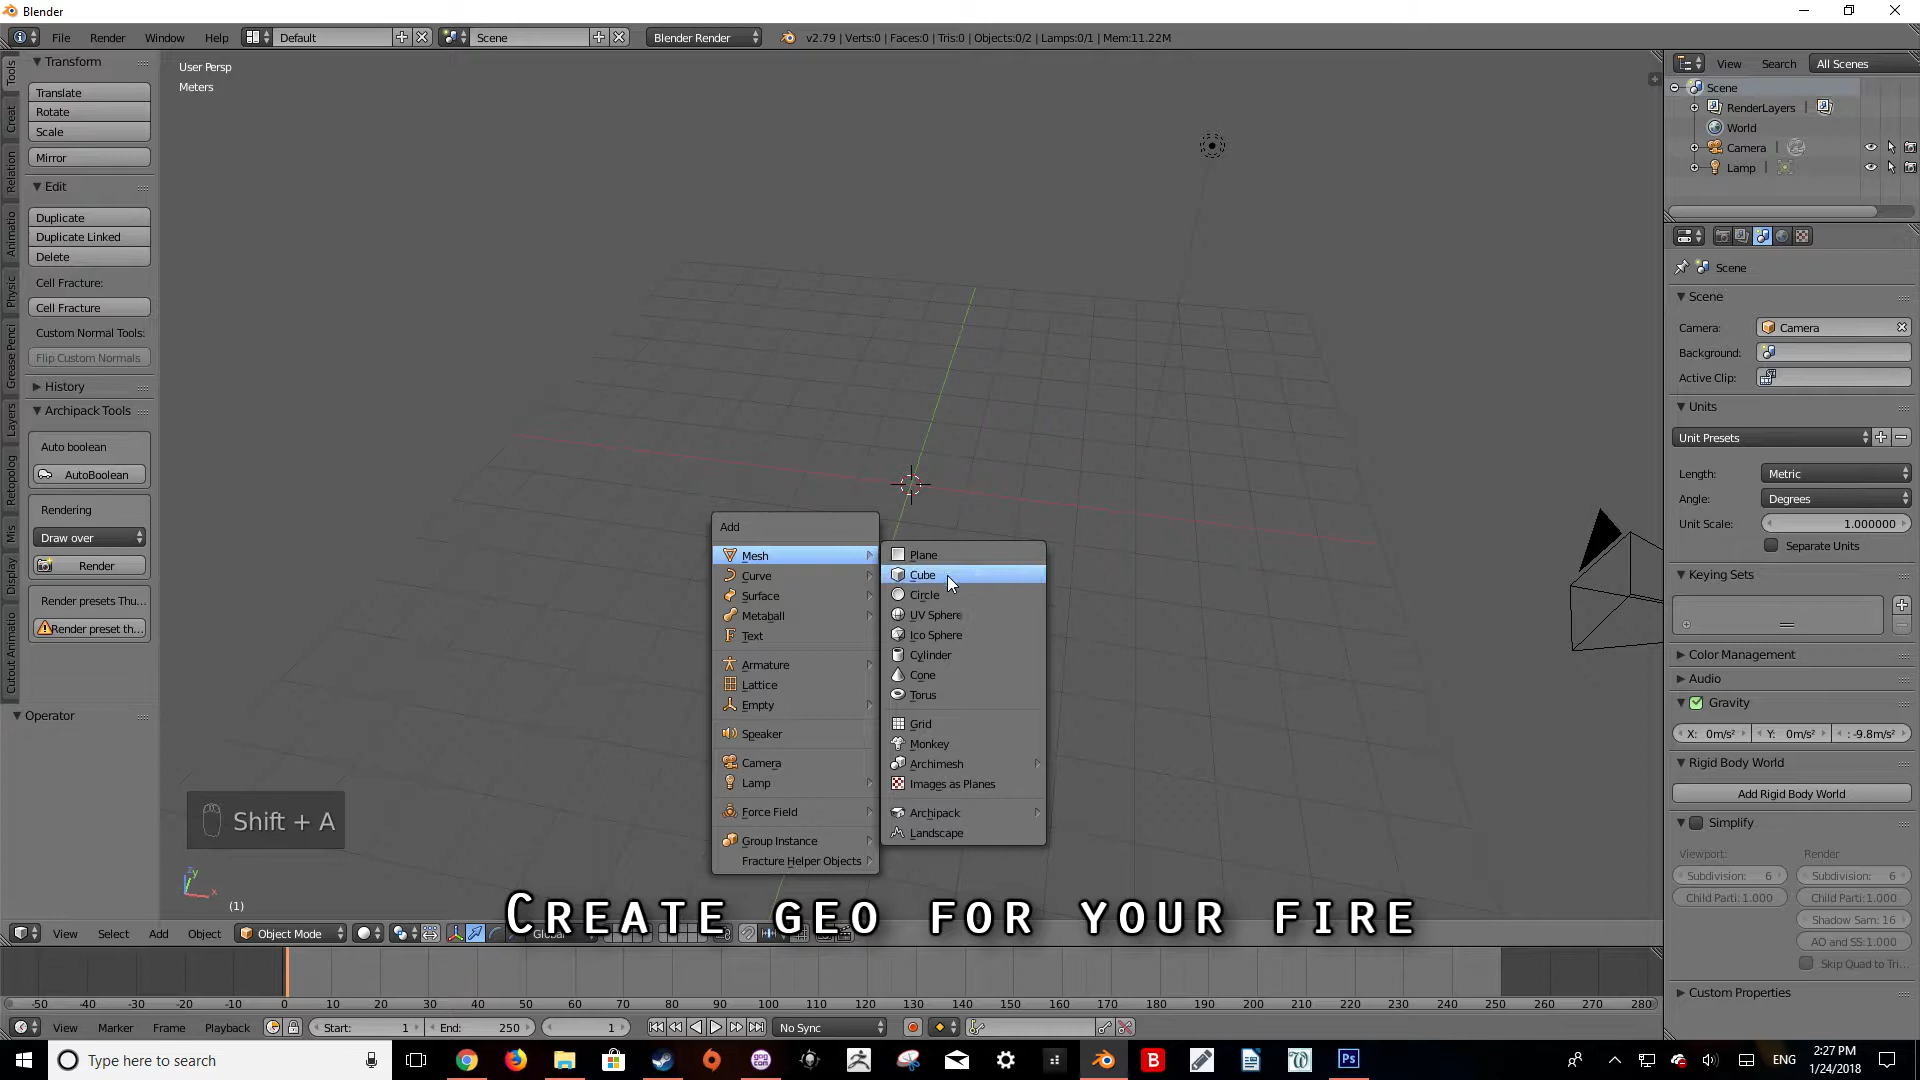 Blender
File Render Window Help Default Scene Blender Render v2.79 | Verts:0 | Faces:0 | Tris:0 | Objects:0/2 | Lamps:0/1 | Mem:11.22M
Tools
Creat
Relation
Animatio
Physic
Grease Penci
Layers
Retopolog
Mis
Display
Cutout Animatio
Transform
Translate
Rotate
Scale
Mirror
Edit
Duplicate
Duplicate Linked
Delete
Cell Fracture:
Cell Fracture
Custom Normal Tools:
Flip Custom Normals
History
Archipack Tools
Auto boolean
AutoBoolean
Rendering
Draw over
Render
Render presets Thu...
Render preset th...
Operator
User Persp
Meters
Add
Mesh
Curve
Surface
Metaball
Text
Armature
Lattice
Empty
Speaker
Camera
Lamp
Force Field
Group Instance
Fracture Helper Objects
Plane
Cube
Circle
UV Sphere
Ico Sphere
Cylinder
Cone
Torus
Grid
Monkey
Archimesh
Images as Planes
Archipack
Landscape
Shift + A
z y x
(1)
Create geo for your fire
View Select Add Object Object Mode Global
View Search All Scenes
Scene
RenderLayers |
World
Camera |
Lamp |
Scene
Scene
Camera: Camera
Background:
Active Clip:
Units
Unit Presets
Length: Metric
Angle: Degrees
Unit Scale: 1.000000
Separate Units
Keying Sets
Color Management
Audio
Gravity
X: 0m/s² Y: 0m/s² : -9.8m/s²
Rigid Body World
Add Rigid Body World
Simplify
Viewport: Render
Subdivision: 6 Subdivision: 6
Child Parti: 1.000 Child Parti: 1.000
Shadow Sam: 16
AO and SS:1.000
Skip Quad to Tri...
Custom Properties
-50 -40 -30 -20 -10 0 10 20 30 40 50 60 70 80 90 100 110 120 130 140 150 160 170 180 190 200 210 220 230 240 250 260 270 280
View Marker Frame Playback Start: 1 End: 250 1 No Sync
Type here to search ENG 2:27 PM
1/24/2018